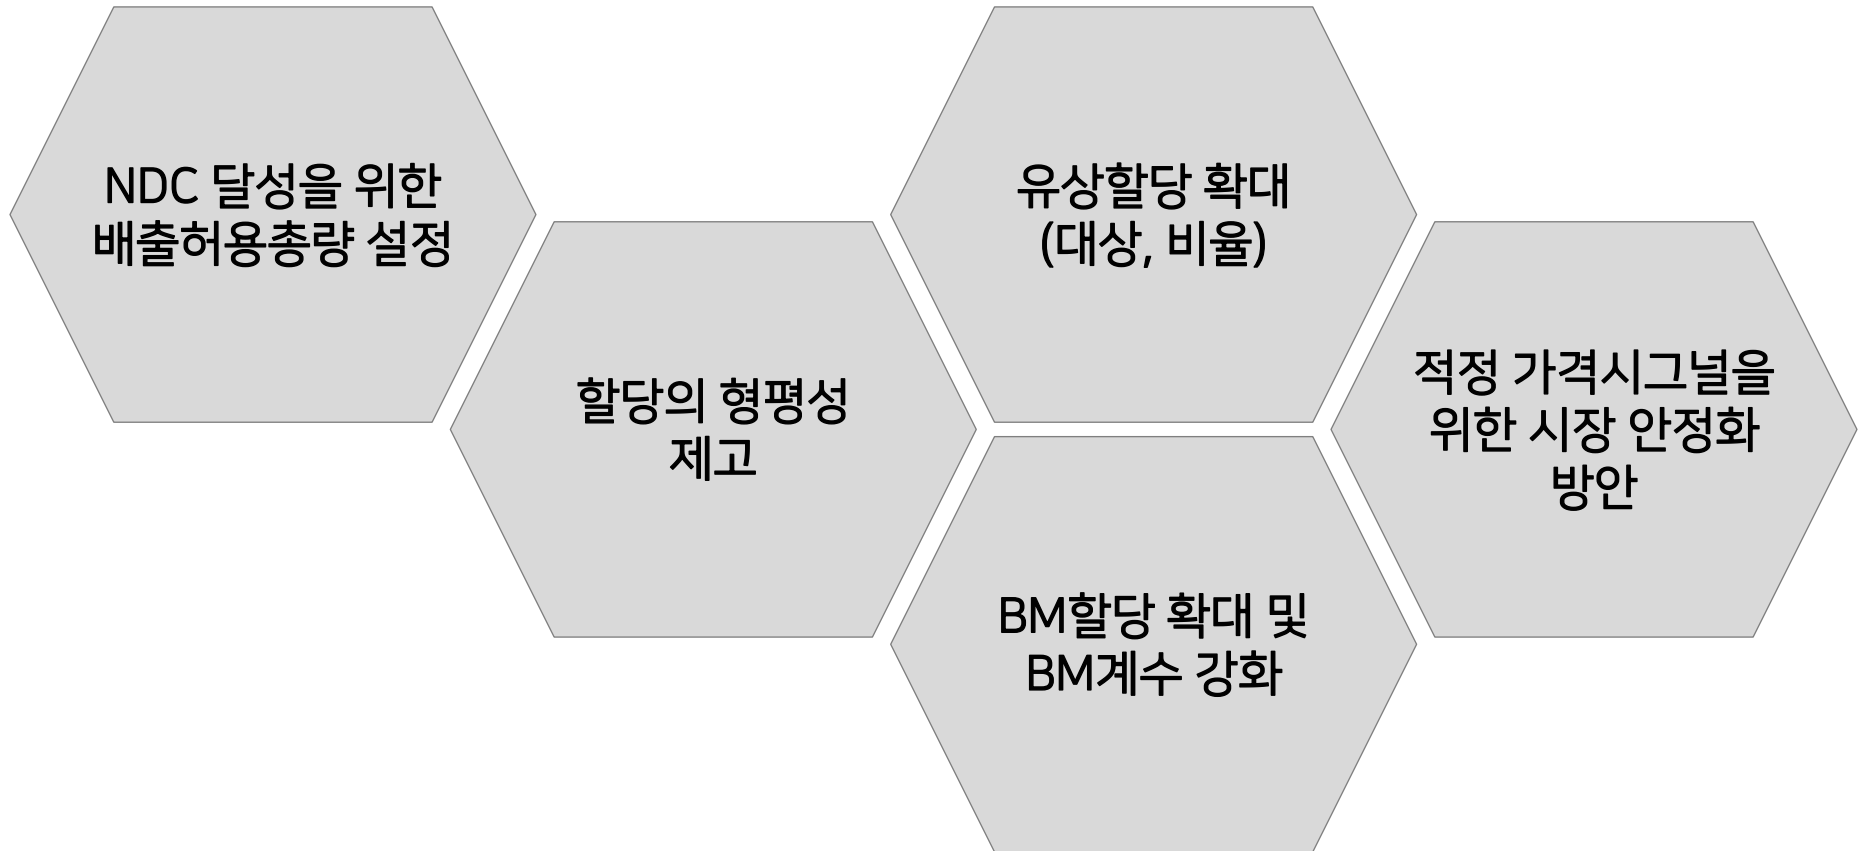 NDC 달성을 위한
배출허용총량 설정
할당의 형평성
제고
유상할당 확대
(대상, 비율)
BM할당 확대 및
BM계수 강화
적정 가격시그널을
위한 시장 안정화
방안